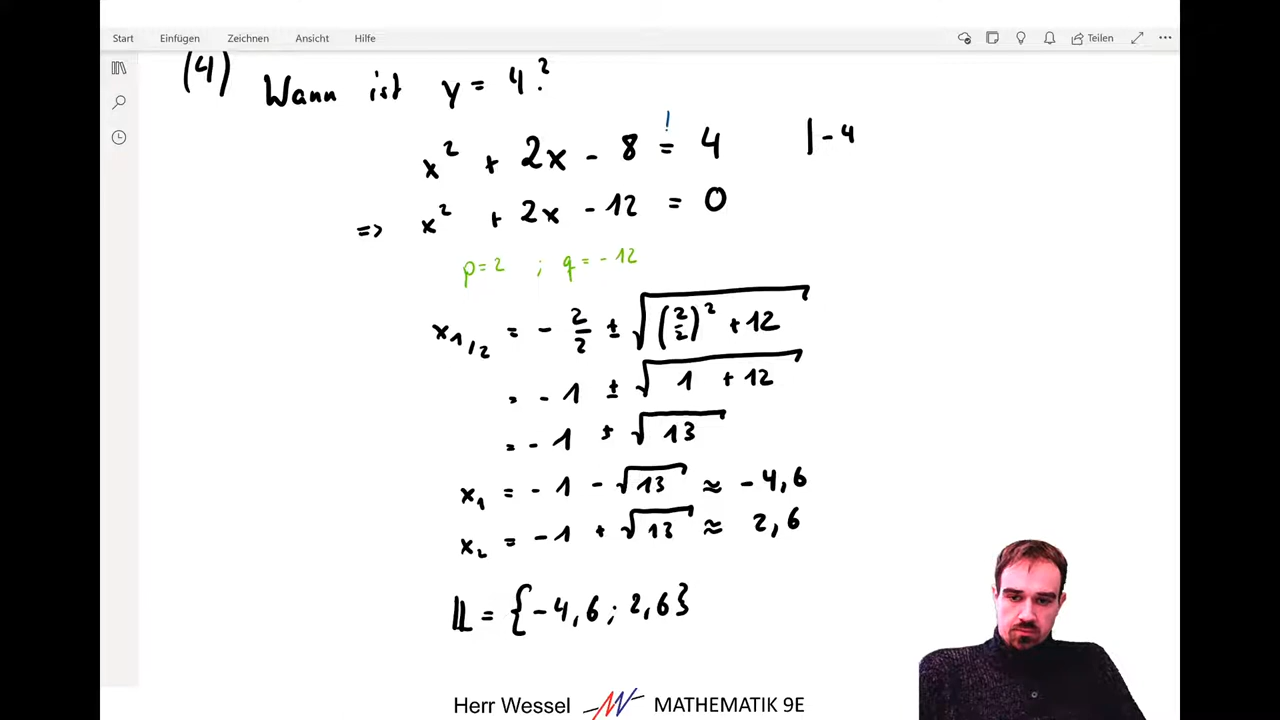 Start Einfügen Zeichnen Ansicht Hilfe Teilen
(4) Wann ist y = 4?
x² + 2x - 8 = 4 | - 4
!
=> x² + 2x - 12 = 0
p = 2 ; q = - 12
x₁/₂ = - 2/2 ± √((2/2)² + 12)
= - 1 ± √(1 + 12)
= - 1 ± √13
x₁ = - 1 - √13 ≈ - 4,6
x₂ = - 1 + √13 ≈ 2,6
𝕃 = {- 4,6 ; 2,6}
Herr Wessel MATHEMATIK 9E